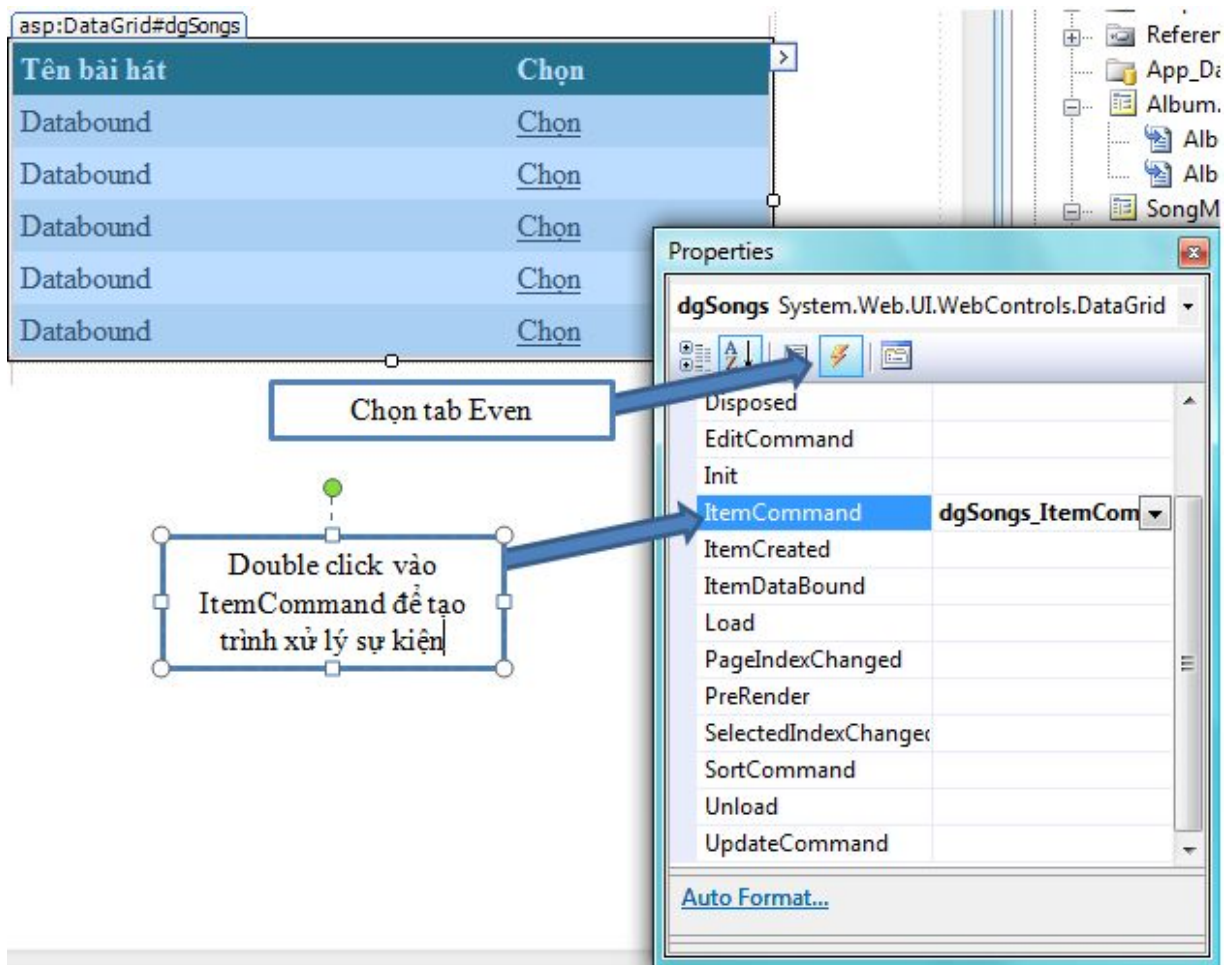 asp:DataGrid#dgSongs
Tên bài hát Chọn
Databound Chọn
Databound Chọn
Databound Chọn
Databound Chọn
Databound Chọn
Referer
App_Da
Album.
Alb
Alb
SongM
Chọn tab Even
Double click vào
ItemCommand để tạo
trình xử lý sự kiện
Properties
dgSongs System.Web.UI.WebControls.DataGrid
Disposed
EditCommand
Init
ItemCommand dgSongs_ItemCom
ItemCreated
ItemDataBound
Load
PageIndexChanged
PreRender
SelectedIndexChanged
SortCommand
Unload
UpdateCommand
Auto Format...